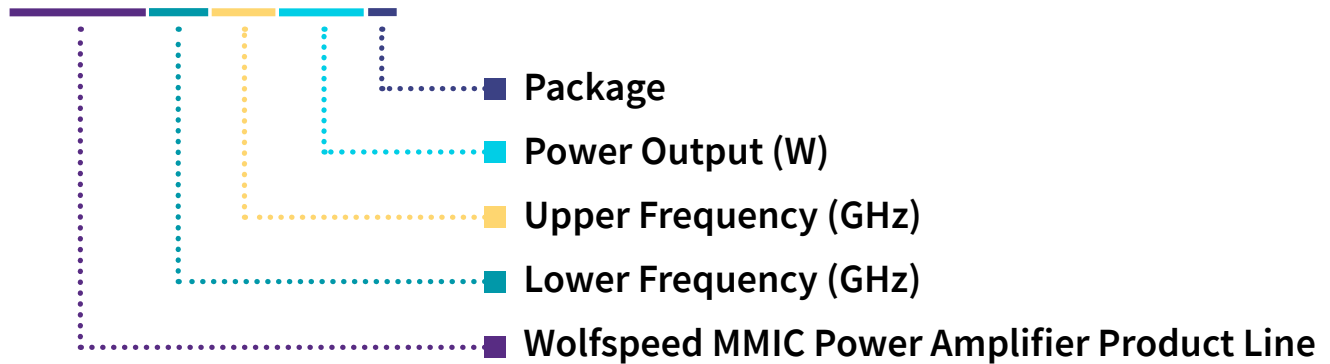 Package
Power Output (W)
Upper Frequency (GHz)
Lower Frequency (GHz)
Wolfspeed MMIC Power Amplifier Product Line